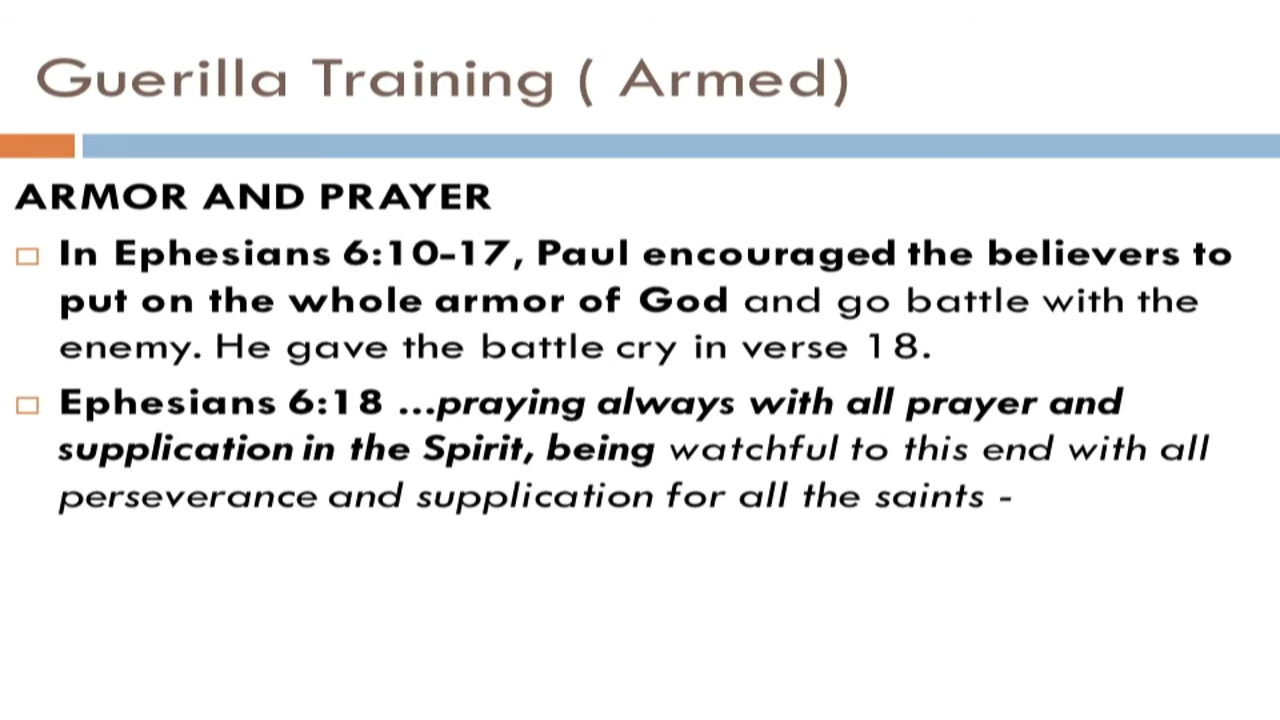 Guerilla Training ( Armed)
ARMOR AND PRAYER
In Ephesians 6:10-17, Paul encouraged the believers to
put on the whole armor of God and go battle with the
enemy. He gave the battle cry in verse 18.
Ephesians 6:18 ...praying always with all prayer and
supplication in the Spirit, being watchful to this end with all
perseverance and supplication for all the saints -